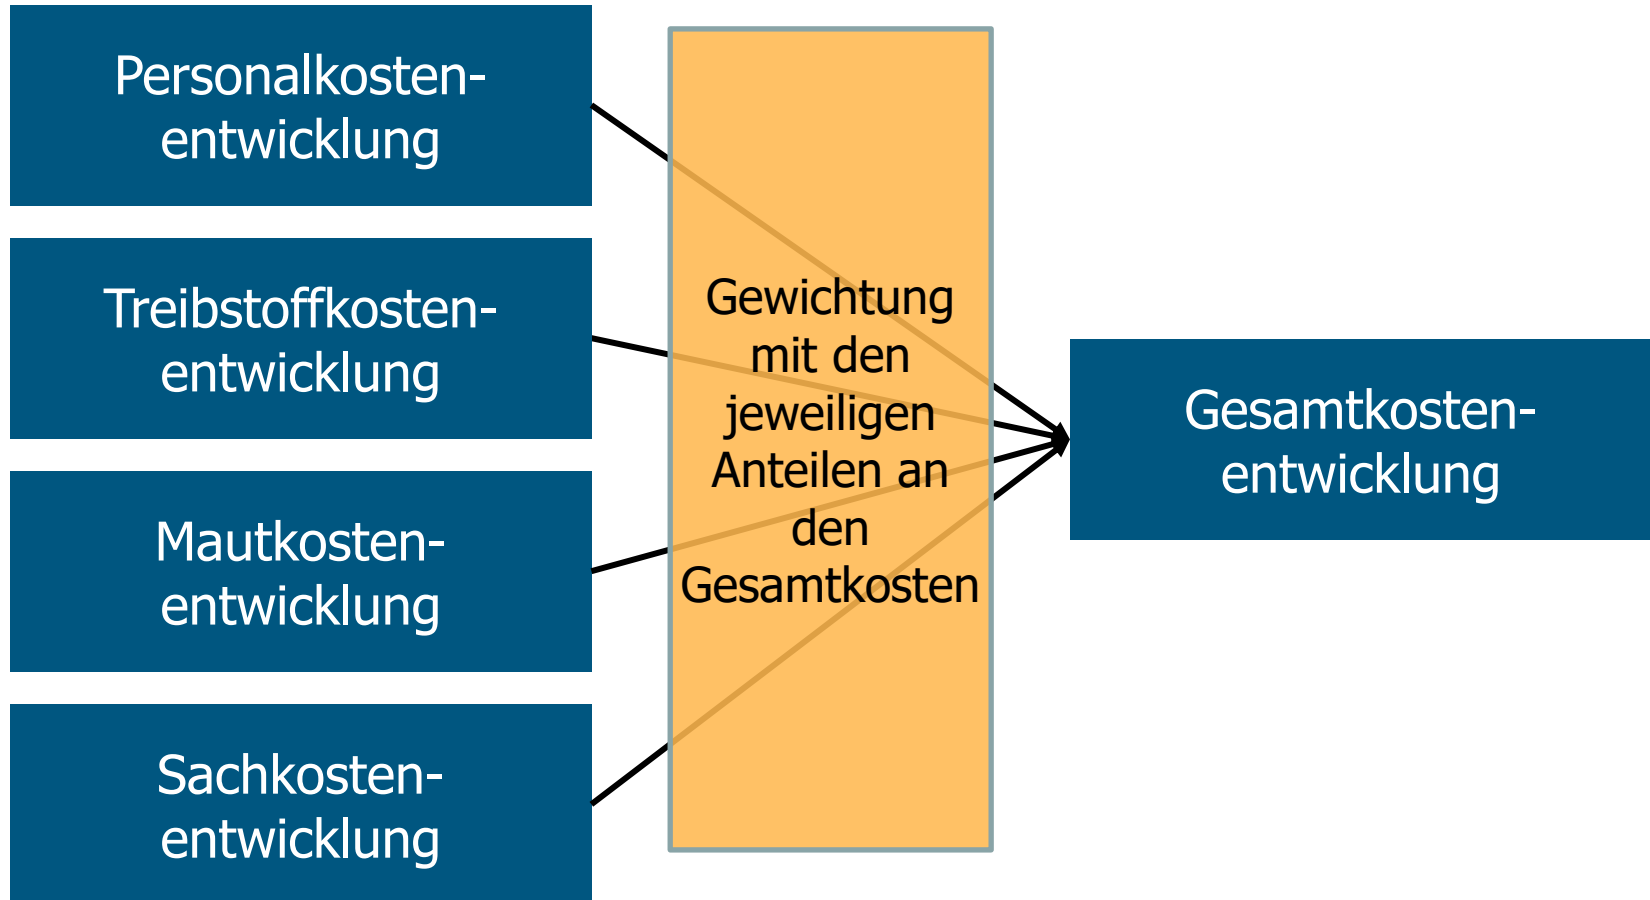 Personalkosten-
entwicklung
Treibstoffkosten-
entwicklung
Mautkosten-
entwicklung
Sachkosten-
entwicklung
Gewichtung
mit den
jeweiligen
Anteilen an
den
Gesamtkosten
Gesamtkosten-
entwicklung